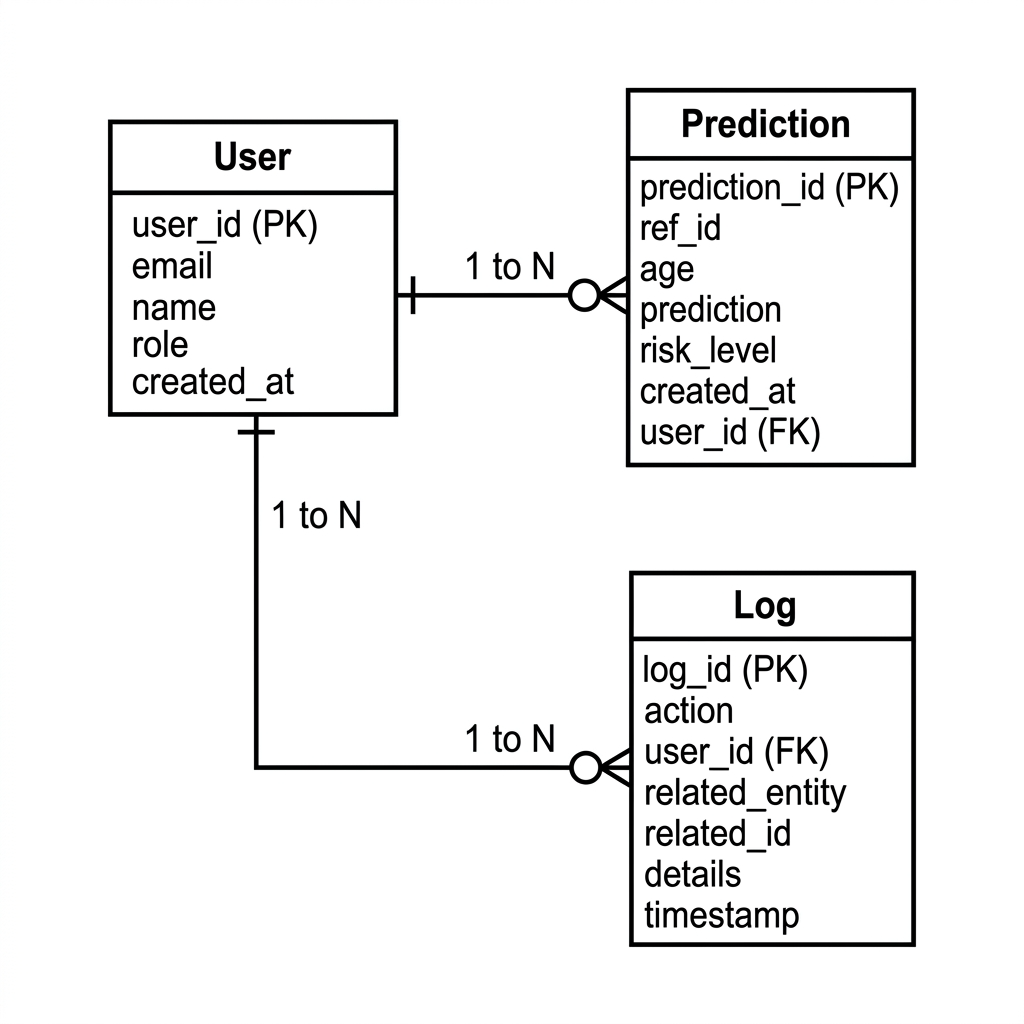 User
user_id (PK)
email
name
role
created_at
1 to N
Prediction
prediction_id (PK)
ref_id
age
prediction
risk_level
created_at
user_id (FK)
1 to N
1 to N
Log
log_id (PK)
action
user_id (FK)
related_entity
related_id
details
timestamp